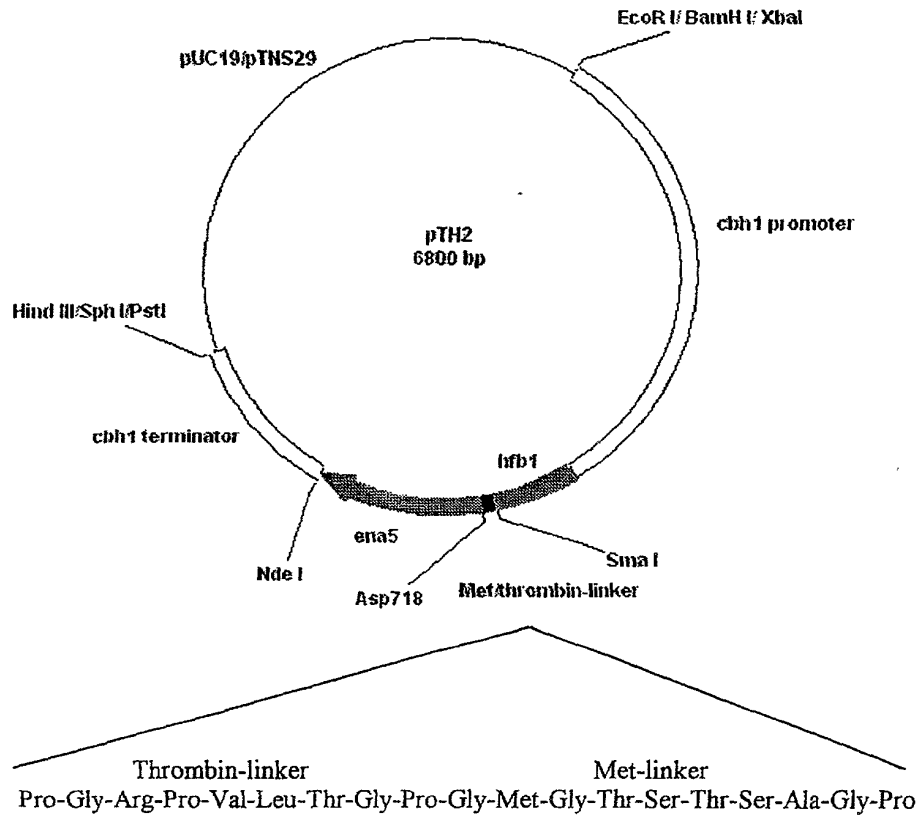 EcoR I/ BamH I/ XbaI
pUC19/pTNS29
cbh1 promoter
pTH2
6800 bp
Hind III/Sph I/PstI
cbh1 terminator
hfb1
ena5
Nde I
Sma I
Asp718
Met/thrombin-linker
Thrombin-linker
Met-linker
Pro-Gly-Arg-Pro-Val-Leu-Thr-Gly-Pro-Gly-Met-Gly-Thr-Ser-Thr-Ser-Ala-Gly-Pro